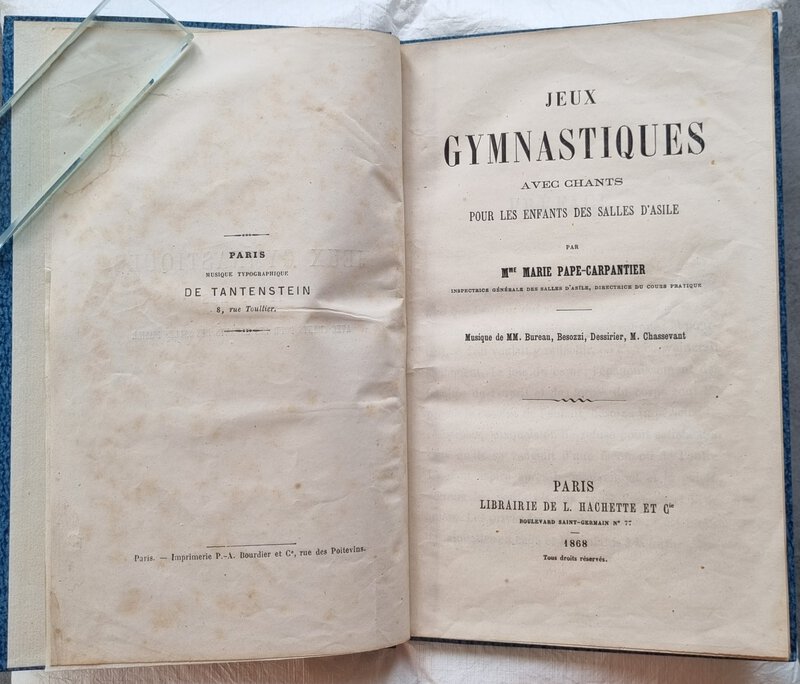 PARIS
MUSIQUE TYPOGRAPHIQUE
DE TANTENSTEIN
8, rue Toullier.
Paris. — Imprimerie P.-A. Bourdier et Cie, rue des Poitevins.
JEUX
GYMNASTIQUES
AVEC CHANTS
POUR LES ENFANTS DES SALLES D'ASILE
PAR
Mme MARIE PAPE-CARPANTIER
INSPECTRICE GÉNÉRALE DES SALLES D'ASILE, DIRECTRICE DU COURS PRATIQUE
Musique de MM. Bureau, Besozzi, Dessirier, M. Chassevant
PARIS
LIBRAIRIE DE L. HACHETTE ET Cie
BOULEVARD SAINT-GERMAIN No 77
1868
Tous droits réservés.